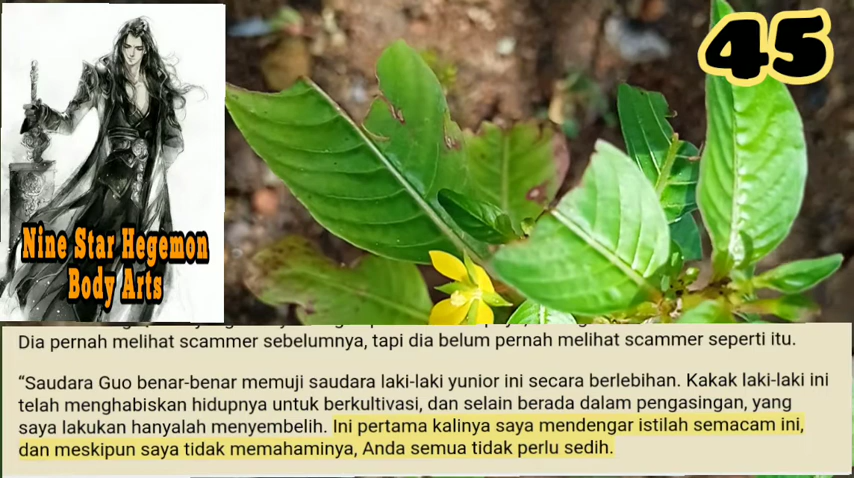 45
Nine Star Hegemon
Body Arts
Dia pernah melihat scammer sebelumnya, tapi dia belum pernah melihat scammer seperti itu.
“Saudara Guo benar-benar memuji saudara laki-laki yunior ini secara berlebihan. Kakak laki-laki ini
telah menghabiskan hidupnya untuk berkultivasi, dan selain berada dalam pengasingan, yang
saya lakukan hanyalah menyembelih. Ini pertama kalinya saya mendengar istilah semacam ini,
dan meskipun saya tidak memahaminya, Anda semua tidak perlu sedih.